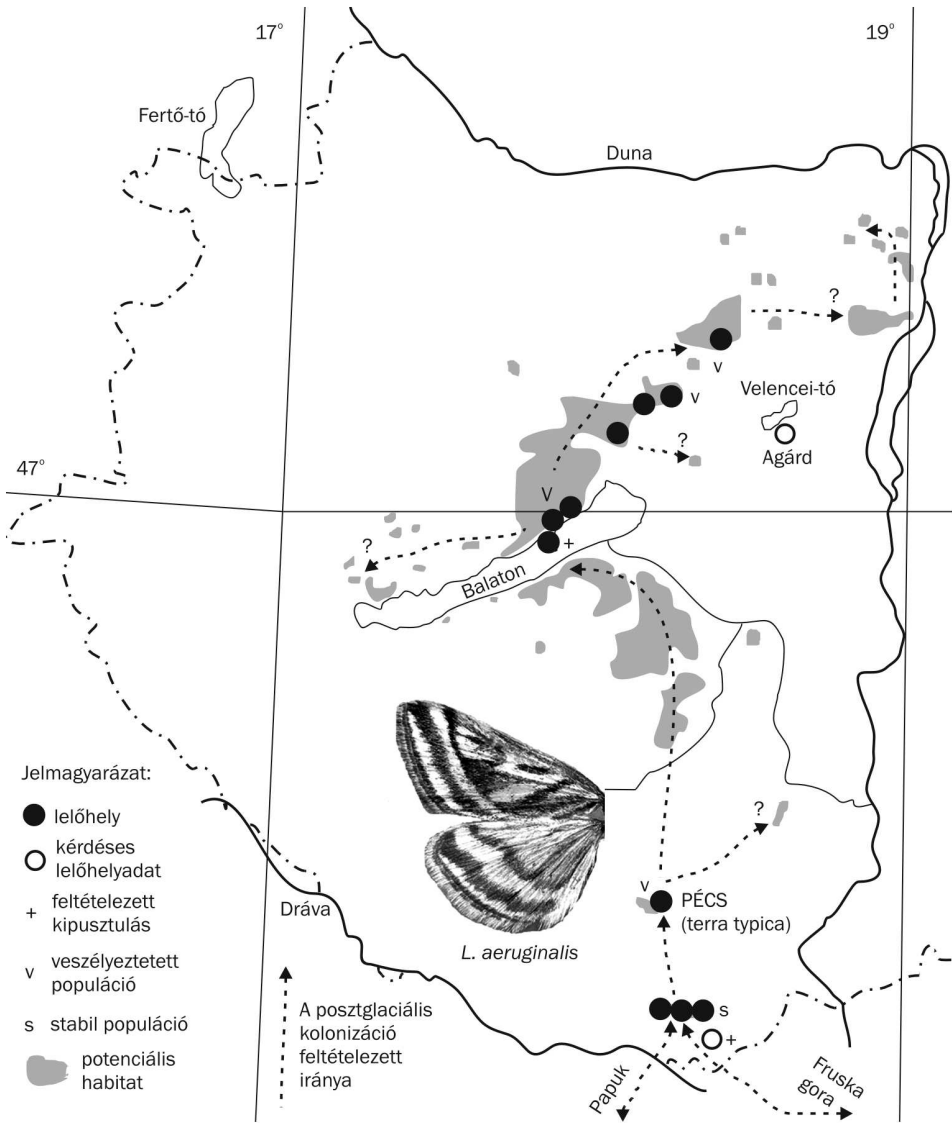 17°
19°
Fertő-tó
Duna
?
v
Velencei-tó
v
?
Agárd
47°
V
?
+
Balaton
?
Jelmagyarázat:
lelőhely
kérdéses
lelőhelyadat
+ feltételezett
kipusztulás
v veszélyeztetett
populáció
s stabil populáció
potenciális
habitat
Dráva
L. aeruginalis
v
PÉCS
(terra typica)
A posztglaciális
kolonizáció
feltételezett
iránya
s
+
Papuk
Fruska
gora